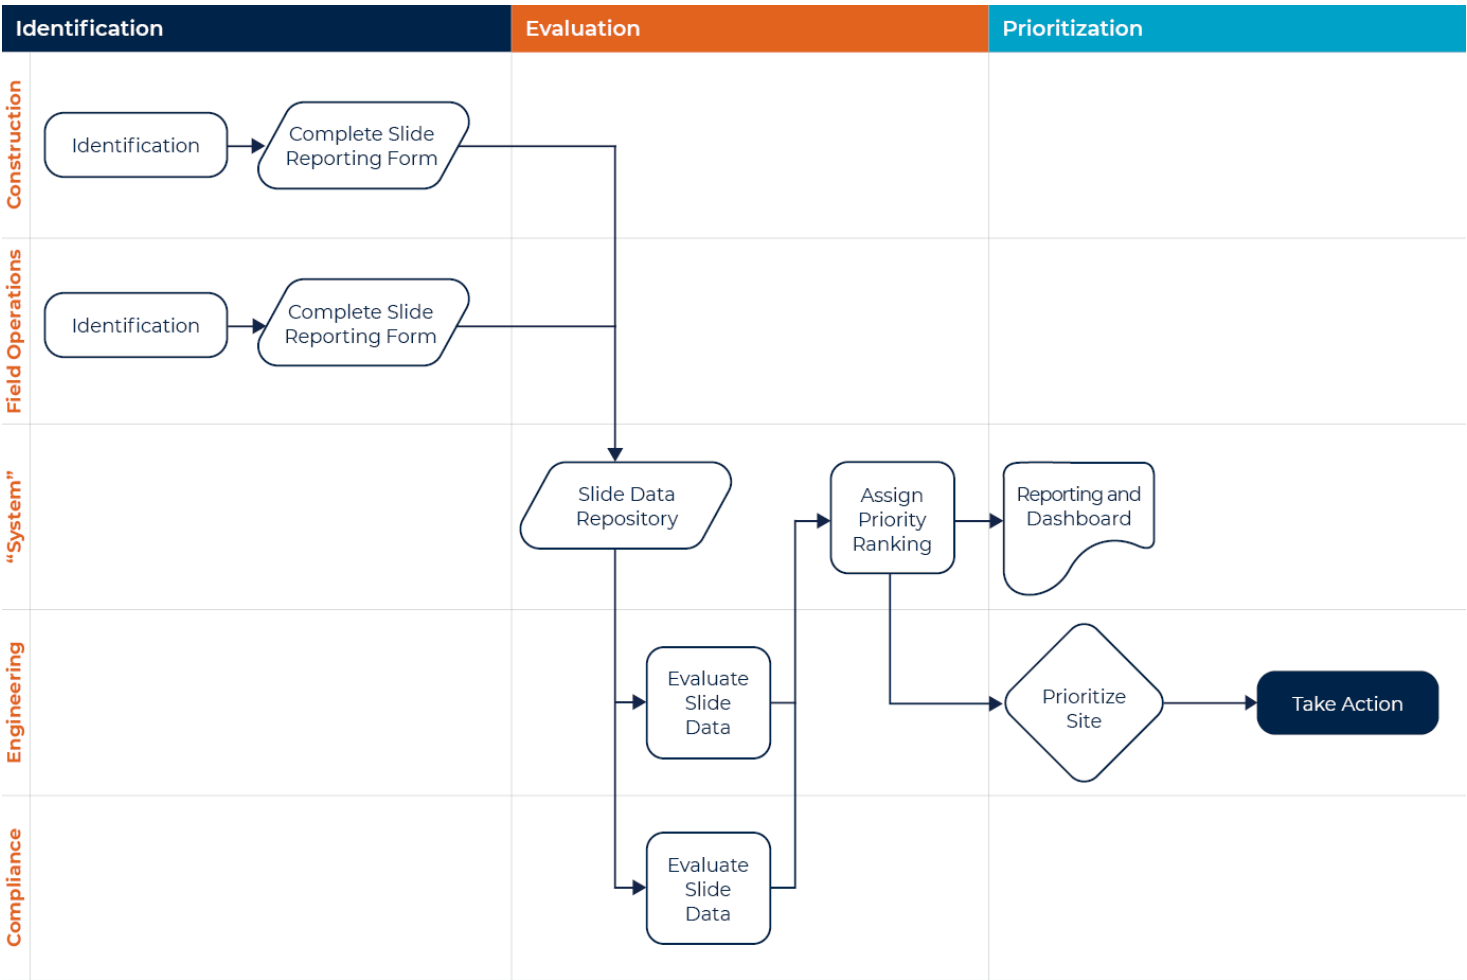 Identification
Evaluation
Prioritization
Construction
Identification
Complete Slide
Reporting Form
Field Operations
Identification
Complete Slide
Reporting Form
“System”
Slide Data
Repository
Assign
Priority
Ranking
Reporting and
Dashboard
Engineering
Evaluate
Slide
Data
Prioritize
Site
Take Action
Compliance
Evaluate
Slide
Data